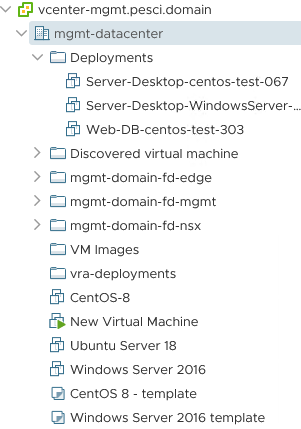 vcenter-mgmt.pesci.domain
mgmt-datacenter
Deployments
Server-Desktop-centos-test-067
Server-Desktop-WindowsServer-...
Web-DB-centos-test-303
Discovered virtual machine
mgmt-domain-fd-edge
mgmt-domain-fd-mgmt
mgmt-domain-fd-nsx
VM Images
vra-deployments
CentOS-8
New Virtual Machine
Ubuntu Server 18
Windows Server 2016
CentOS 8 - template
Windows Server 2016 template